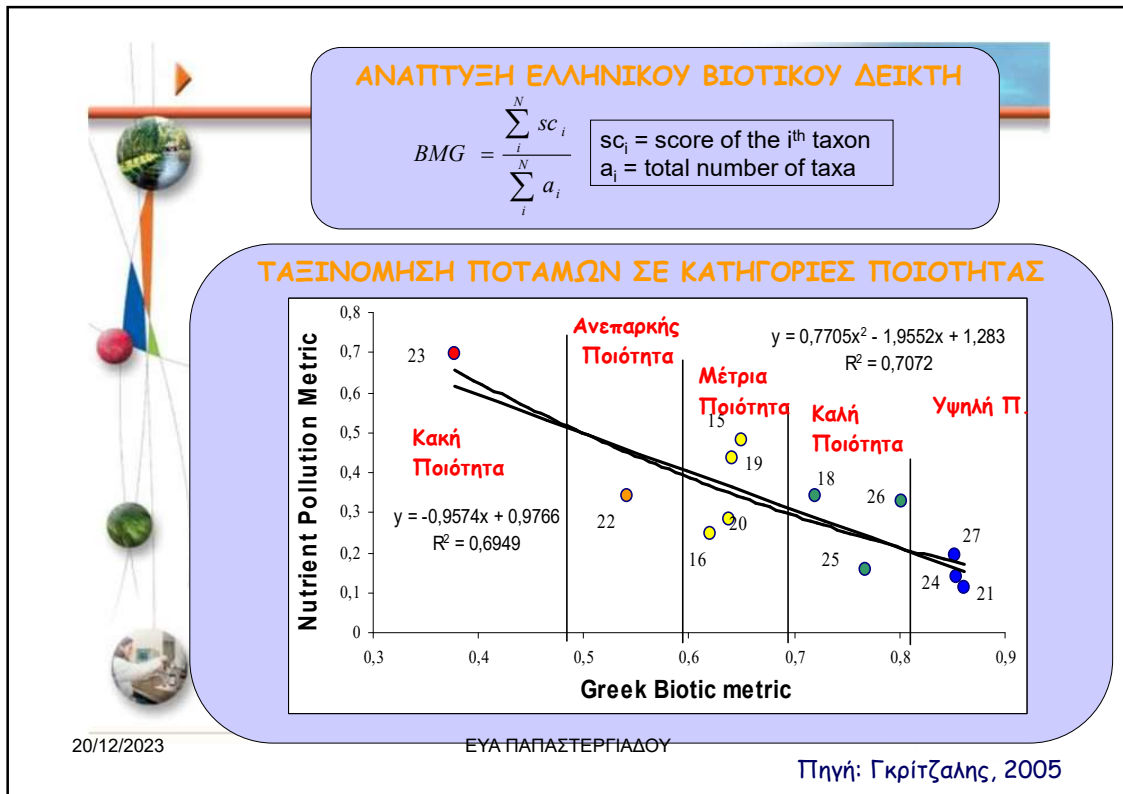 ΑΝΑΠΤΥΞΗ ΕΛΛΗΝΙΚΟΥ ΒΙΟΤΙΚΟΥ ΔΕΙΚΤΗ
BMG = \frac{\sum_{i}^{N} sc_i}{\sum_{i}^{N} a_i}
sc_i = score of the i^th taxon
a_i = total number of taxa
ΤΑΞΙΝΟΜΗΣΗ ΠΟΤΑΜΩΝ ΣΕ ΚΑΤΗΓΟΡΙΕΣ ΠΟΙΟΤΗΤΑΣ
Nutrient Pollution Metric
0,8
0,7
0,6
0,5
0,4
0,3
0,2
0,1
0
23
Κακή
Ποιότητα
y = -0,9574x + 0,9766
R² = 0,6949
Ανεπαρκής
Ποιότητα
22
Μέτρια
Ποιότητα
15
19
20
16
y = 0,7705x² - 1,9552x + 1,283
R² = 0,7072
Καλή
Ποιότητα
18
26
25
Υψηλή Π.
27
24
21
0,3
0,4
0,5
0,6
0,7
0,8
0,9
Greek Biotic metric
20/12/2023
ΕΥΑ ΠΑΠΑΣΤΕΡΓΙΑΔΟΥ
Πηγή: Γκρίτζαλης, 2005